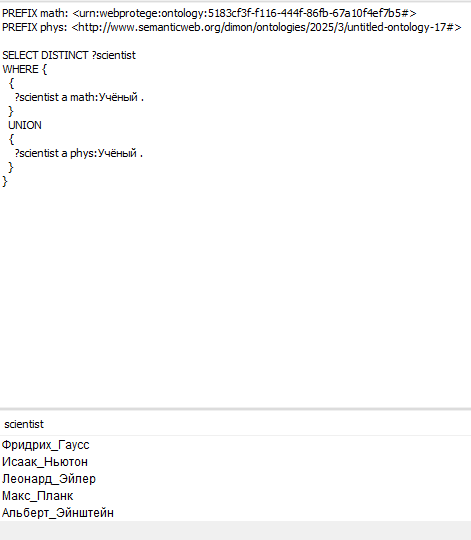 PREFIX math: <urn:webprotege:ontology:5183cf3f-f116-444f-86fb-67a10f4ef7b5#>
PREFIX phys: <http://www.semanticweb.org/dimon/ontologies/2025/3/untitled-ontology-17#>
SELECT DISTINCT ?scientist
WHERE {
{
?scientist a math:Учёный .
}
UNION
{
?scientist a phys:Учёный .
}
}
scientist
Фридрих_Гаусс
Исаак_Ньютон
Леонард_Эйлер
Макс_Планк
Альберт_Эйнштейн